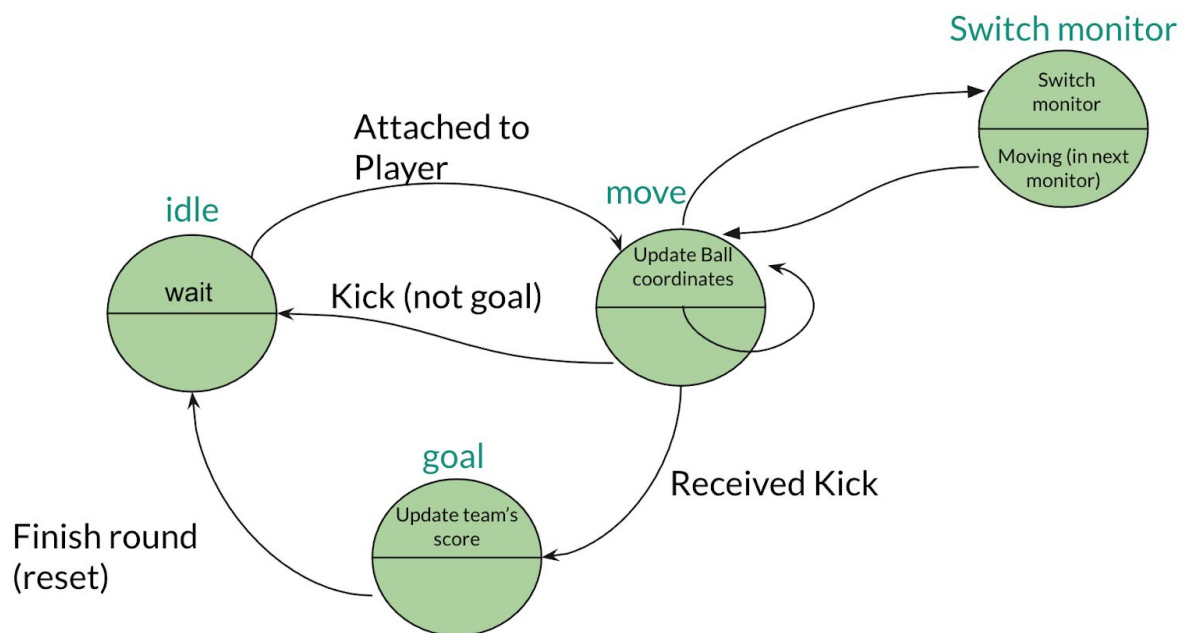 Switch monitor
Switch
monitor
Moving (in next
monitor)
Attached to
Player
move
idle
Update Ball
coordinates
wait
Kick (not goal)
goal
Received Kick
Update team's
score
Finish round
(reset)